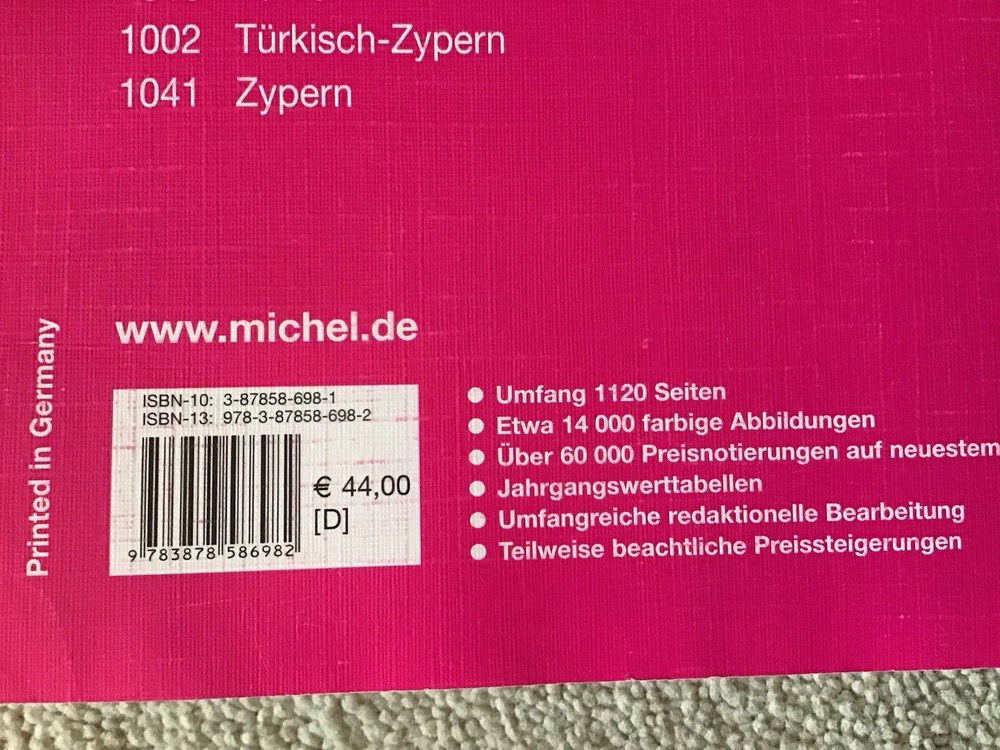 1002 Türkisch-Zypern
1041 Zypern
www.michel.de
Printed in Germany
ISBN-10: 3-87858-698-1
ISBN-13: 978-3-87858-698-2
€ 44,00
[D]
9 783878 586982
Umfang 1120 Seiten
Etwa 14 000 farbige Abbildungen
Über 60 000 Preisnotierungen auf neuestem
Jahrgangswerttabellen
Umfangreiche redaktionelle Bearbeitung
Teilweise beachtliche Preissteigerungen